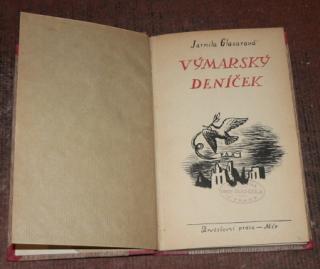 Jarmila Glazarová
VÝMARSKÝ
DENÍČEK
Družstevní práce — Mír